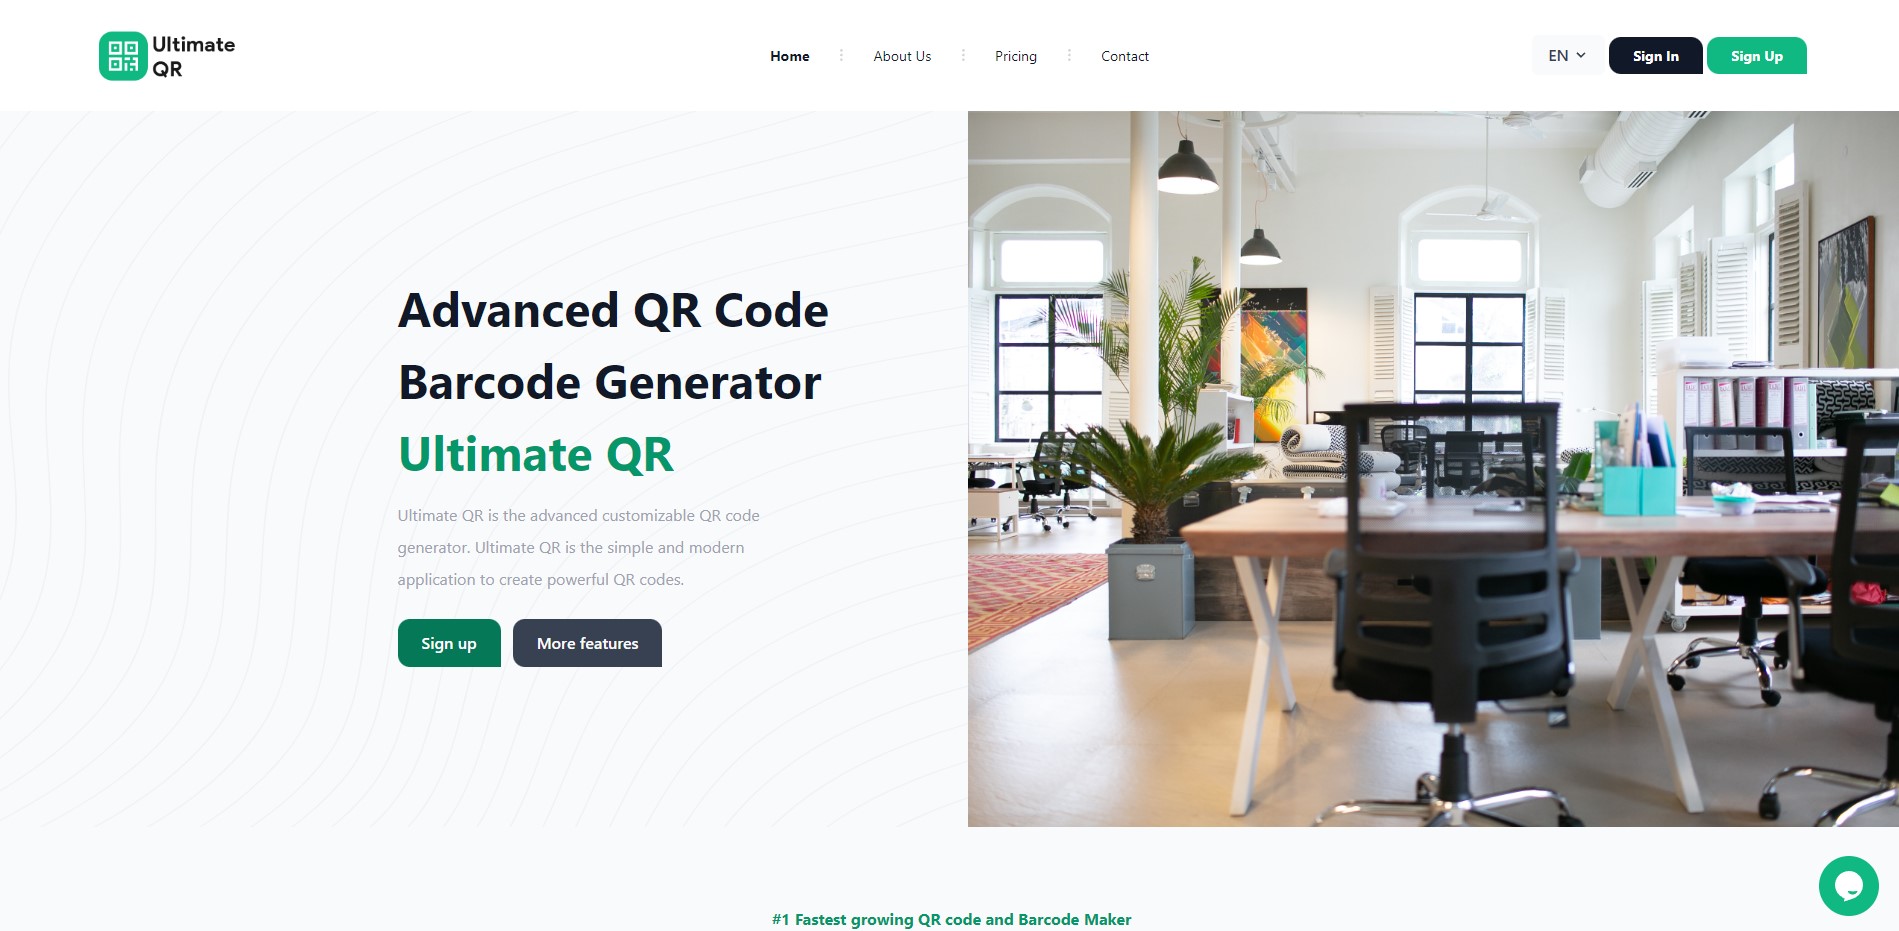 Ultimate
QR
Home
About Us
Pricing
Contact
EN
Sign In
Sign Up
Advanced QR Code
Barcode Generator
Ultimate QR
Ultimate QR is the advanced customizable QR code
generator. Ultimate QR is the simple and modern
application to create powerful QR codes.
Sign up
More features
#1 Fastest growing QR code and Barcode Maker